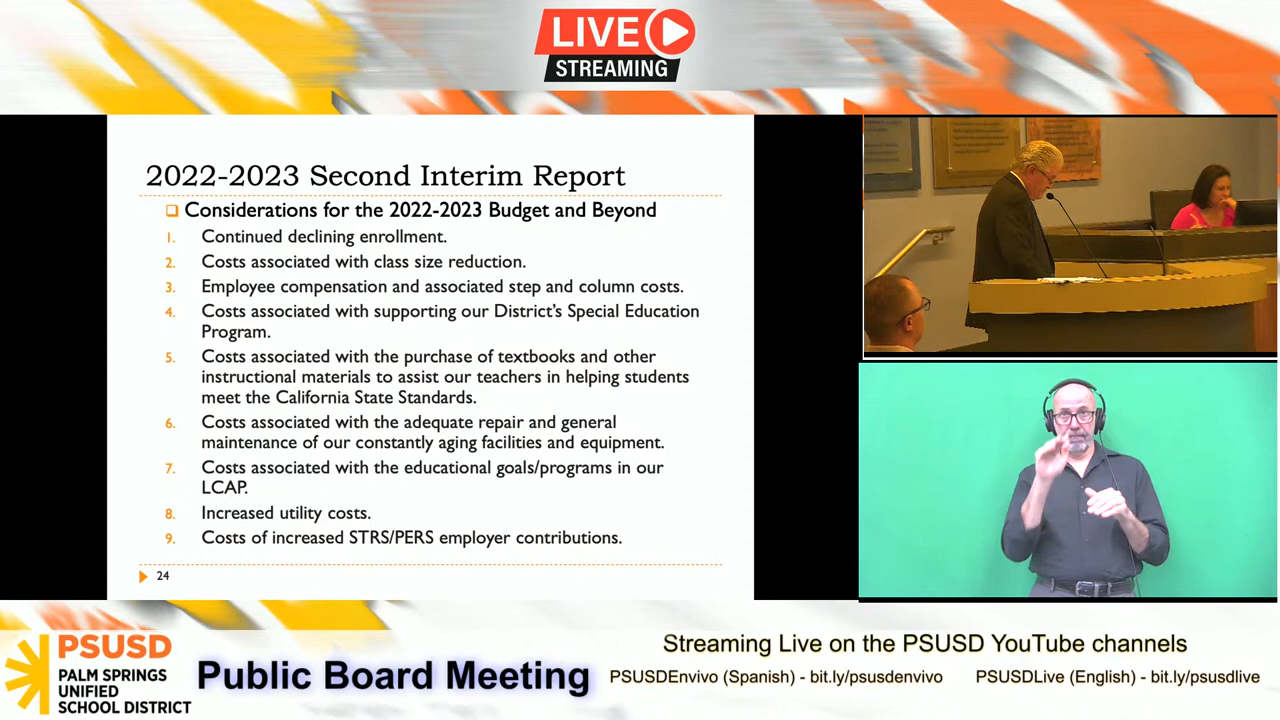 LIVE
STREAMING
2022-2023 Second Interim Report
Considerations for the 2022-2023 Budget and Beyond
1. Continued declining enrollment.
2. Costs associated with class size reduction.
3. Employee compensation and associated step and column costs.
4. Costs associated with supporting our District's Special Education
Program.
5. Costs associated with the purchase of textbooks and other
instructional materials to assist our teachers in helping students
meet the California State Standards.
6. Costs associated with the adequate repair and general
maintenance of our constantly aging facilities and equipment.
7. Costs associated with the educational goals/programs in our
LCAP.
8. Increased utility costs.
9. Costs of increased STRS/PERS employer contributions.
24
PSUSD
PALM SPRINGS
UNIFIED
SCHOOL DISTRICT
Public Board Meeting
Streaming Live on the PSUSD YouTube channels
PSUSDEnvivo (Spanish) - bit.ly/psusdenvivo
PSUSDLive (English) - bit.ly/psusdlive